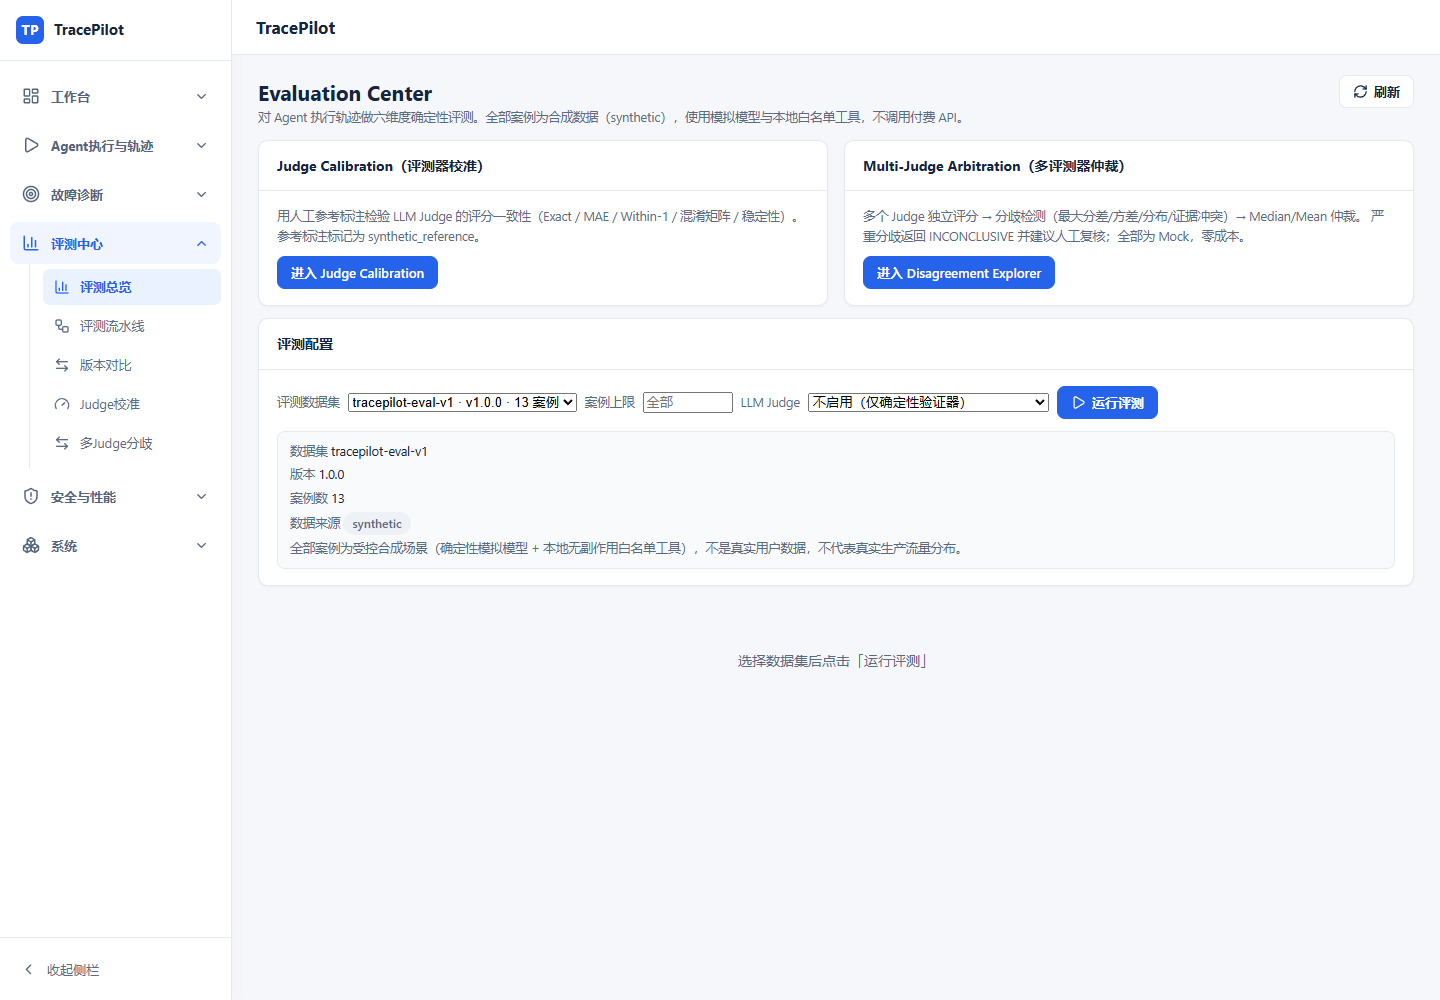 TP TracePilot
TracePilot
工作台
Agent执行与轨迹
故障诊断
评测中心
评测总览
评测流水线
版本对比
Judge校准
多Judge分歧
安全与性能
系统
收起侧栏
Evaluation Center
刷新
对 Agent 执行轨迹做六维度确定性评测。全部案例为合成数据（synthetic），使用模拟模型与本地白名单工具，不调用付费 API。
Judge Calibration（评测器校准）
用人工参考标注检验 LLM Judge 的评分一致性（Exact / MAE / Within-1 / 混淆矩阵 / 稳定性）。
参考标注标记为 synthetic_reference。
进入 Judge Calibration
Multi-Judge Arbitration（多评测器仲裁）
多个 Judge 独立评分 → 分歧检测（最大分差/方差/分布/证据冲突）→ Median/Mean 仲裁。 严
重分歧返回 INCONCLUSIVE 并建议人工复核；全部为 Mock，零成本。
进入 Disagreement Explorer
评测配置
评测数据集 tracepilot-eval-v1 · v1.0.0 · 13 案例 案例上限 全部 LLM Judge 不启用（仅确定性验证器） 运行评测
数据集 tracepilot-eval-v1
版本 1.0.0
案例数 13
数据来源 synthetic
全部案例为受控合成场景（确定性模拟模型 + 本地无副作用白名单工具），不是真实用户数据，不代表真实生产流量分布。
选择数据集后点击「运行评测」